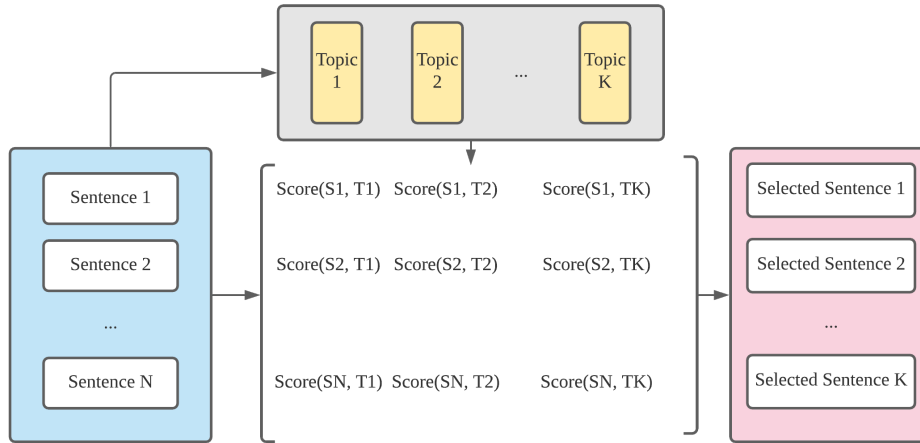 Topic
1
Topic
2
...
Topic
K
Sentence 1
Sentence 2
...
Sentence N
Score(S1, T1) Score(S1, T2) Score(S1, TK)
Score(S2, T1) Score(S2, T2) Score(S2, TK)
Score(SN, T1) Score(SN, T2) Score(SN, TK)
Selected Sentence 1
Selected Sentence 2
...
Selected Sentence K